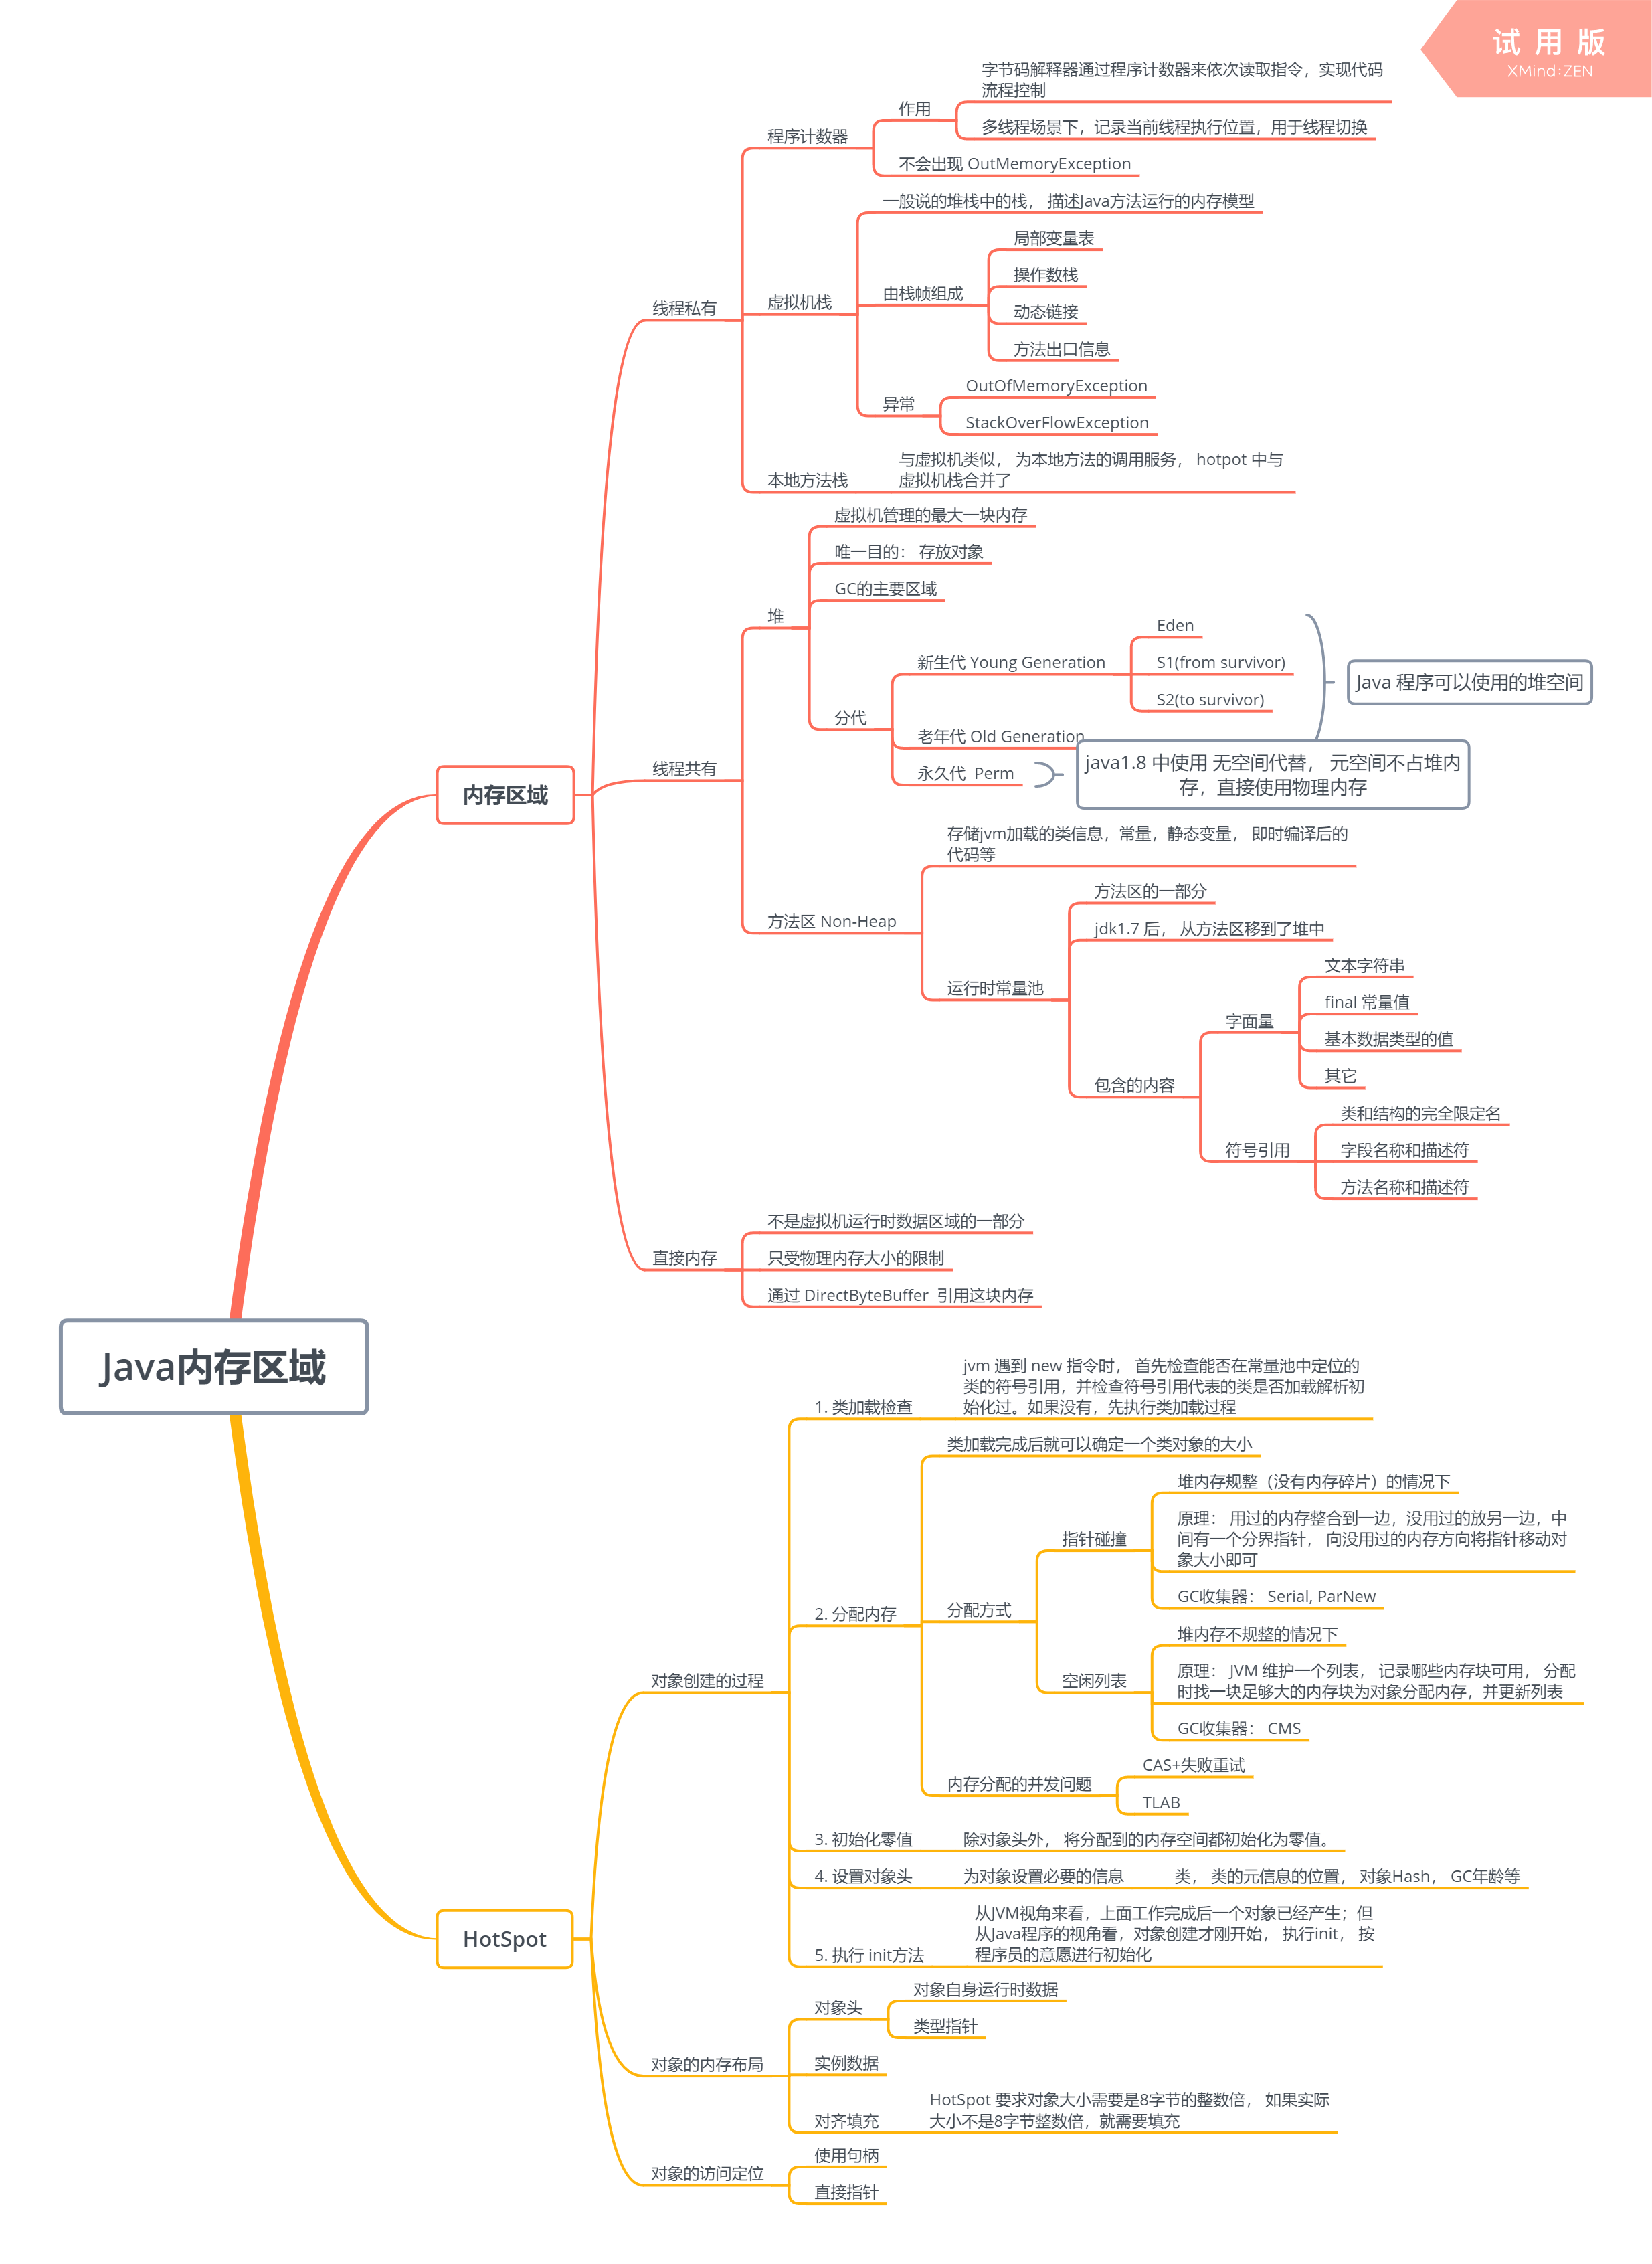 试用版
XMind:ZEN
Java内存区域
内存区域
线程私有
程序计数器
作用
字节码解释器通过程序计数器来依次读取指令，实现代码
流程控制
多线程场景下，记录当前线程执行位置，用于线程切换
不会出现 OutMemoryException
虚拟机栈
一般说的堆栈中的栈， 描述Java方法运行的内存模型
由栈帧组成
局部变量表
操作数栈
动态链接
方法出口信息
异常
OutOfMemoryException
StackOverFlowException
本地方法栈
与虚拟机类似， 为本地方法的调用服务， hotpot 中与
虚拟机栈合并了
线程共有
堆
虚拟机管理的最大一块内存
唯一目的： 存放对象
GC的主要区域
分代
新生代 Young Generation
Eden
S1(from survivor)
S2(to survivor)
老年代 Old Generation
永久代  Perm
Java 程序可以使用的堆空间
java1.8 中使用 无空间代替， 元空间不占堆内
存，直接使用物理内存
方法区 Non-Heap
存储jvm加载的类信息，常量，静态变量， 即时编译后的
代码等
运行时常量池
方法区的一部分
jdk1.7 后， 从方法区移到了堆中
包含的内容
字面量
文本字符串
final 常量值
基本数据类型的值
其它
符号引用
类和结构的完全限定名
字段名称和描述符
方法名称和描述符
直接内存
不是虚拟机运行时数据区域的一部分
只受物理内存大小的限制
通过 DirectByteBuffer  引用这块内存
HotSpot
对象创建的过程
1. 类加载检查
jvm 遇到 new 指令时， 首先检查能否在常量池中定位的
类的符号引用，并检查符号引用代表的类是否加载解析初
始化过。如果没有，先执行类加载过程
2. 分配内存
类加载完成后就可以确定一个类对象的大小
分配方式
指针碰撞
堆内存规整（没有内存碎片）的情况下
原理： 用过的内存整合到一边，没用过的放另一边，中
间有一个分界指针， 向没用过的内存方向将指针移动对
象大小即可
GC收集器： Serial, ParNew
空闲列表
堆内存不规整的情况下
原理： JVM 维护一个列表， 记录哪些内存块可用， 分配
时找一块足够大的内存块为对象分配内存，并更新列表
GC收集器： CMS
内存分配的并发问题
CAS+失败重试
TLAB
3. 初始化零值
除对象头外， 将分配到的内存空间都初始化为零值。
4. 设置对象头
为对象设置必要的信息
类， 类的元信息的位置， 对象Hash， GC年龄等
5. 执行 init方法
从JVM视角来看，上面工作完成后一个对象已经产生；但
从Java程序的视角看，对象创建才刚开始， 执行init， 按
程序员的意愿进行初始化
对象的内存布局
对象头
对象自身运行时数据
类型指针
实例数据
对齐填充
HotSpot 要求对象大小需要是8字节的整数倍， 如果实际
大小不是8字节整数倍，就需要填充
对象的访问定位
使用句柄
直接指针